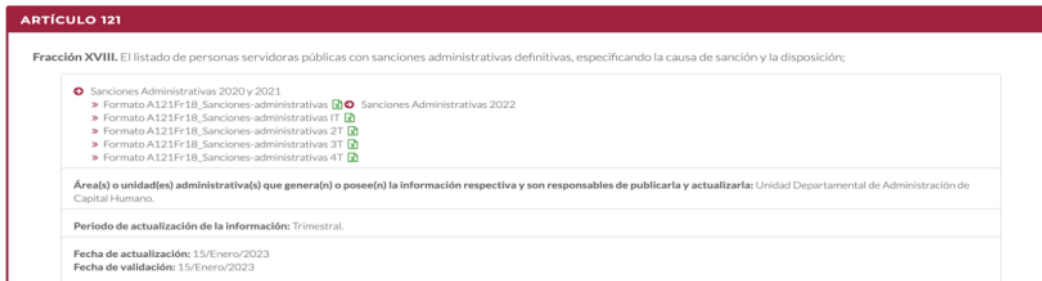 ARTÍCULO 121
Fracción XVIII. El listado de personas servidoras públicas con sanciones administrativas definitivas, especificando la causa de sanción y la disposición;
Sanciones Administrativas 2020 y 2021
Formato A121Fr18_Sanciones-administrativas Sanciones Administrativas 2022
Formato A121Fr18_Sanciones-administrativas IT
Formato A121Fr18_Sanciones-administrativas 2T
Formato A121Fr18_Sanciones-administrativas 3T
Formato A121Fr18_Sanciones-administrativas 4T
Área(s) o unidad(es) administrativa(s) que genera(n) o posee(n) la información respectiva y son responsables de publicarla y actualizarla: Unidad Departamental de Administración de
Capital Humano.
Periodo de actualización de la información: Trimestral.
Fecha de actualización: 15/Enero/2023
Fecha de validación: 15/Enero/2023